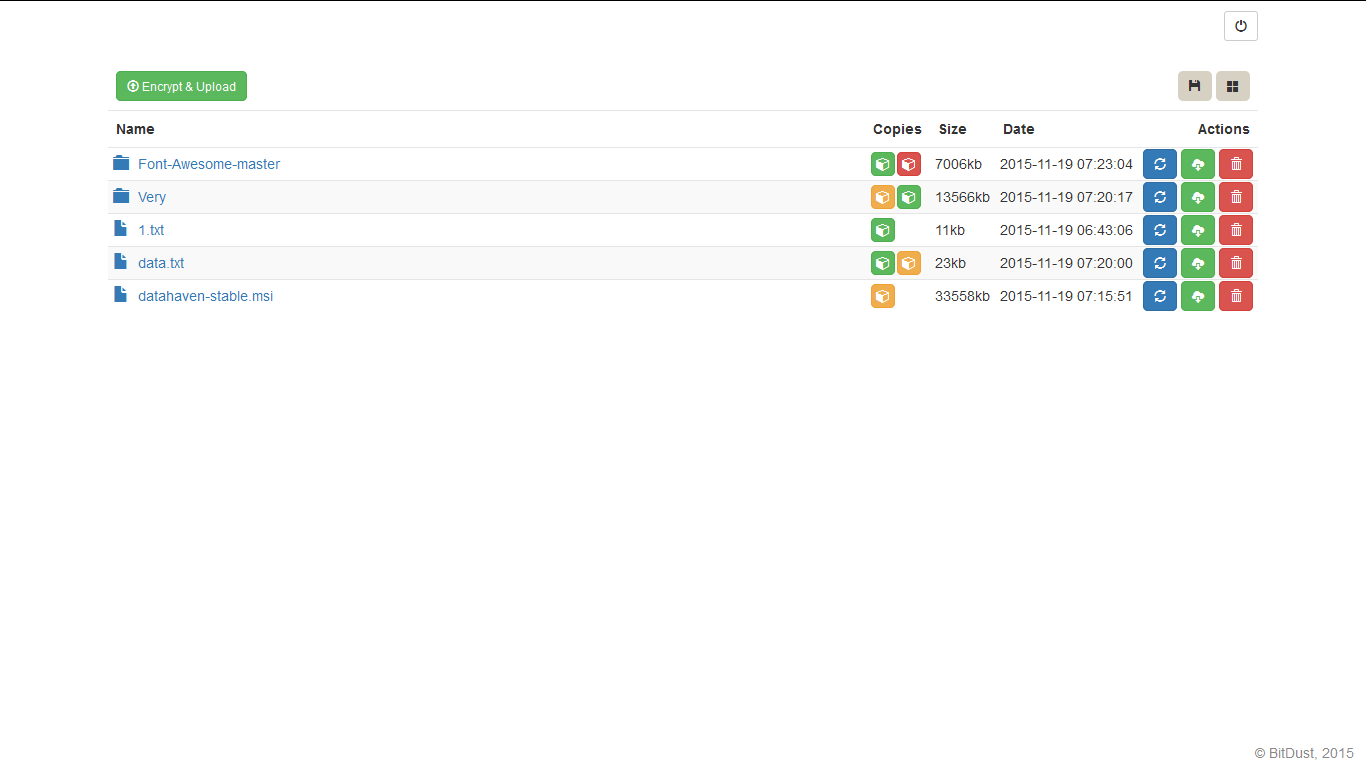 Encrypt & Upload
Name Copies Size Date Actions
Font-Awesome-master 7006kb 2015-11-19 07:23:04
Very 13566kb 2015-11-19 07:20:17
1.txt 11kb 2015-11-19 06:43:06
data.txt 23kb 2015-11-19 07:20:00
datahaven-stable.msi 33558kb 2015-11-19 07:15:51
© BitDust, 2015